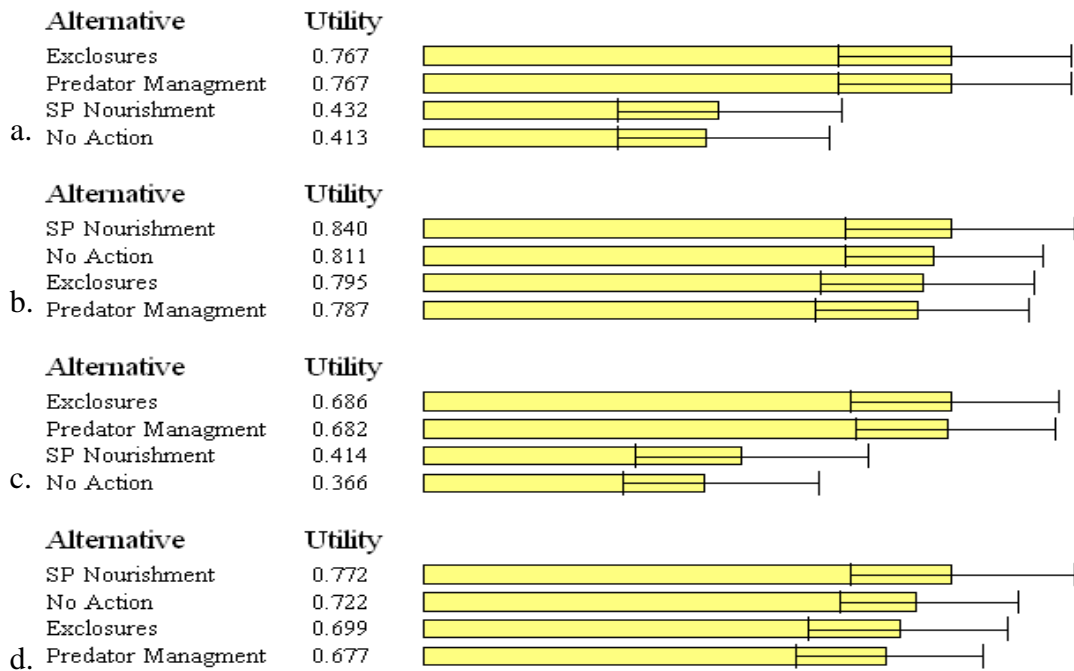 Alternative Utility
Exclosures 0.767
Predator Managment 0.767
SP Nourishment 0.432
a. No Action 0.413
Alternative Utility
SP Nourishment 0.840
No Action 0.811
Exclosures 0.795
b. Predator Managment 0.787
Alternative Utility
Exclosures 0.686
Predator Managment 0.682
SP Nourishment 0.414
c. No Action 0.366
Alternative Utility
SP Nourishment 0.772
No Action 0.722
Exclosures 0.699
d. Predator Managment 0.677